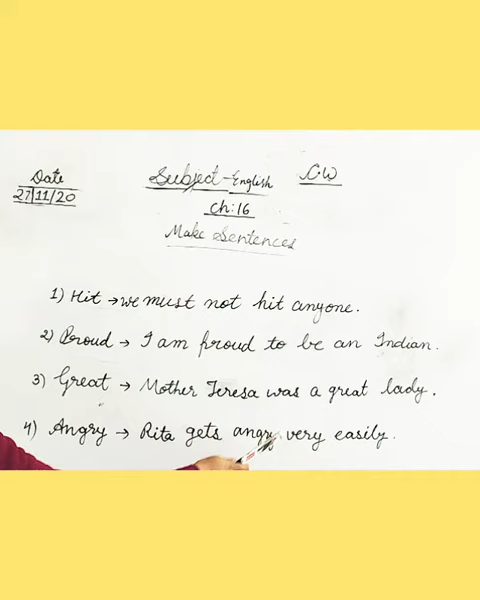 Date
27/11/20
Subject-English
C.W
Ch:16
Make Sentences
1) Hit → we must not hit anyone.
2) Proud → I am proud to be an Indian.
3) Great → Mother Teresa was a great lady.
4) Angry → Rita gets angry very easily.